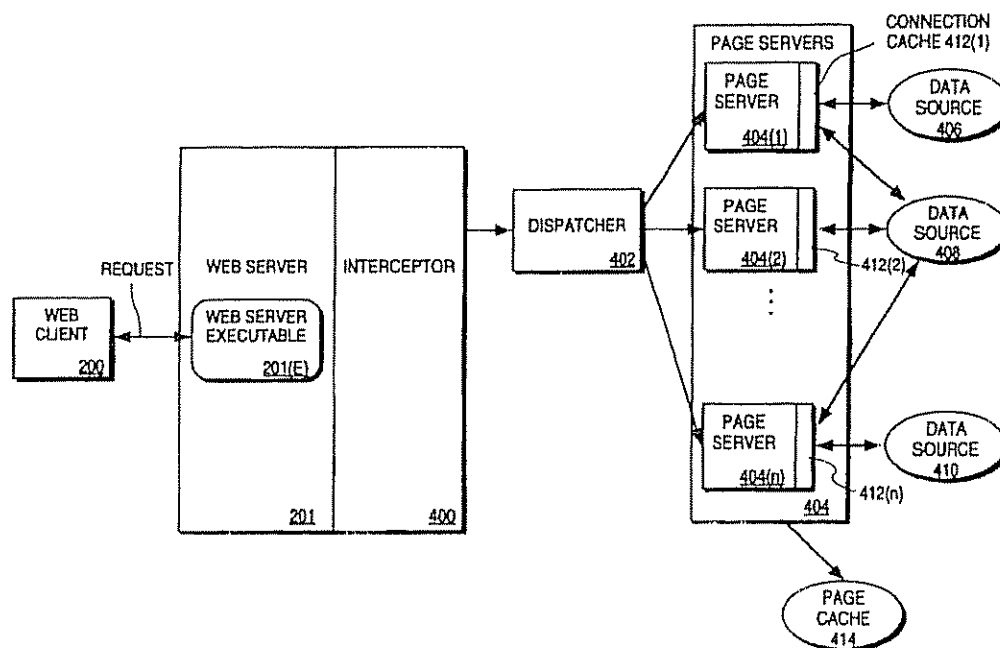 CONNECTION
CACHE 412(1)
PAGE SERVERS
PAGE
SERVER
404(1)
DATA
SOURCE
406
DISPATCHER
402
PAGE
SERVER
404(2)
412(2)
DATA
SOURCE
408
REQUEST
WEB SERVER
INTERCEPTOR
WEB
CLIENT
200
WEB SERVER
EXECUTABLE
201(E)
PAGE
SERVER
404(n)
412(n)
DATA
SOURCE
410
201
400
404
PAGE
CACHE
414